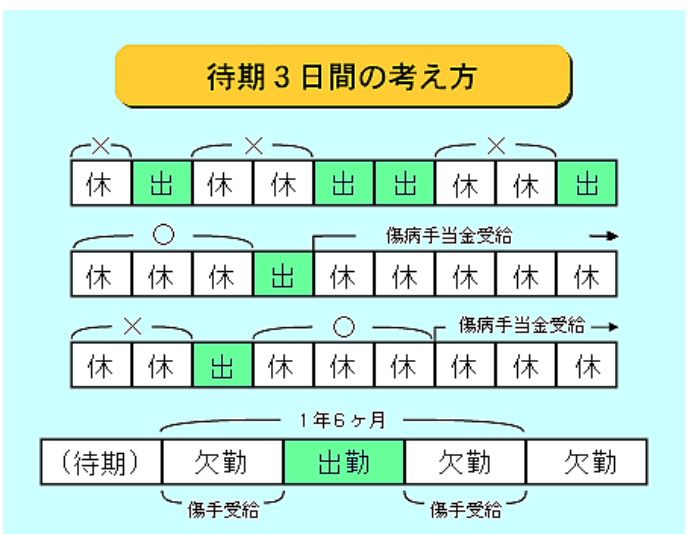 待期3日間の考え方
× × ×
休 出 休 休 出 出 休 休 出
○ 傷病手当金受給
休 休 休 出 休 休 休 休 休
× ○ 傷病手当金受給
休 休 出 休 休 休 休 休 休
1年6ヶ月
(待期) 欠勤 出勤 欠勤 欠勤
傷手受給 傷手受給